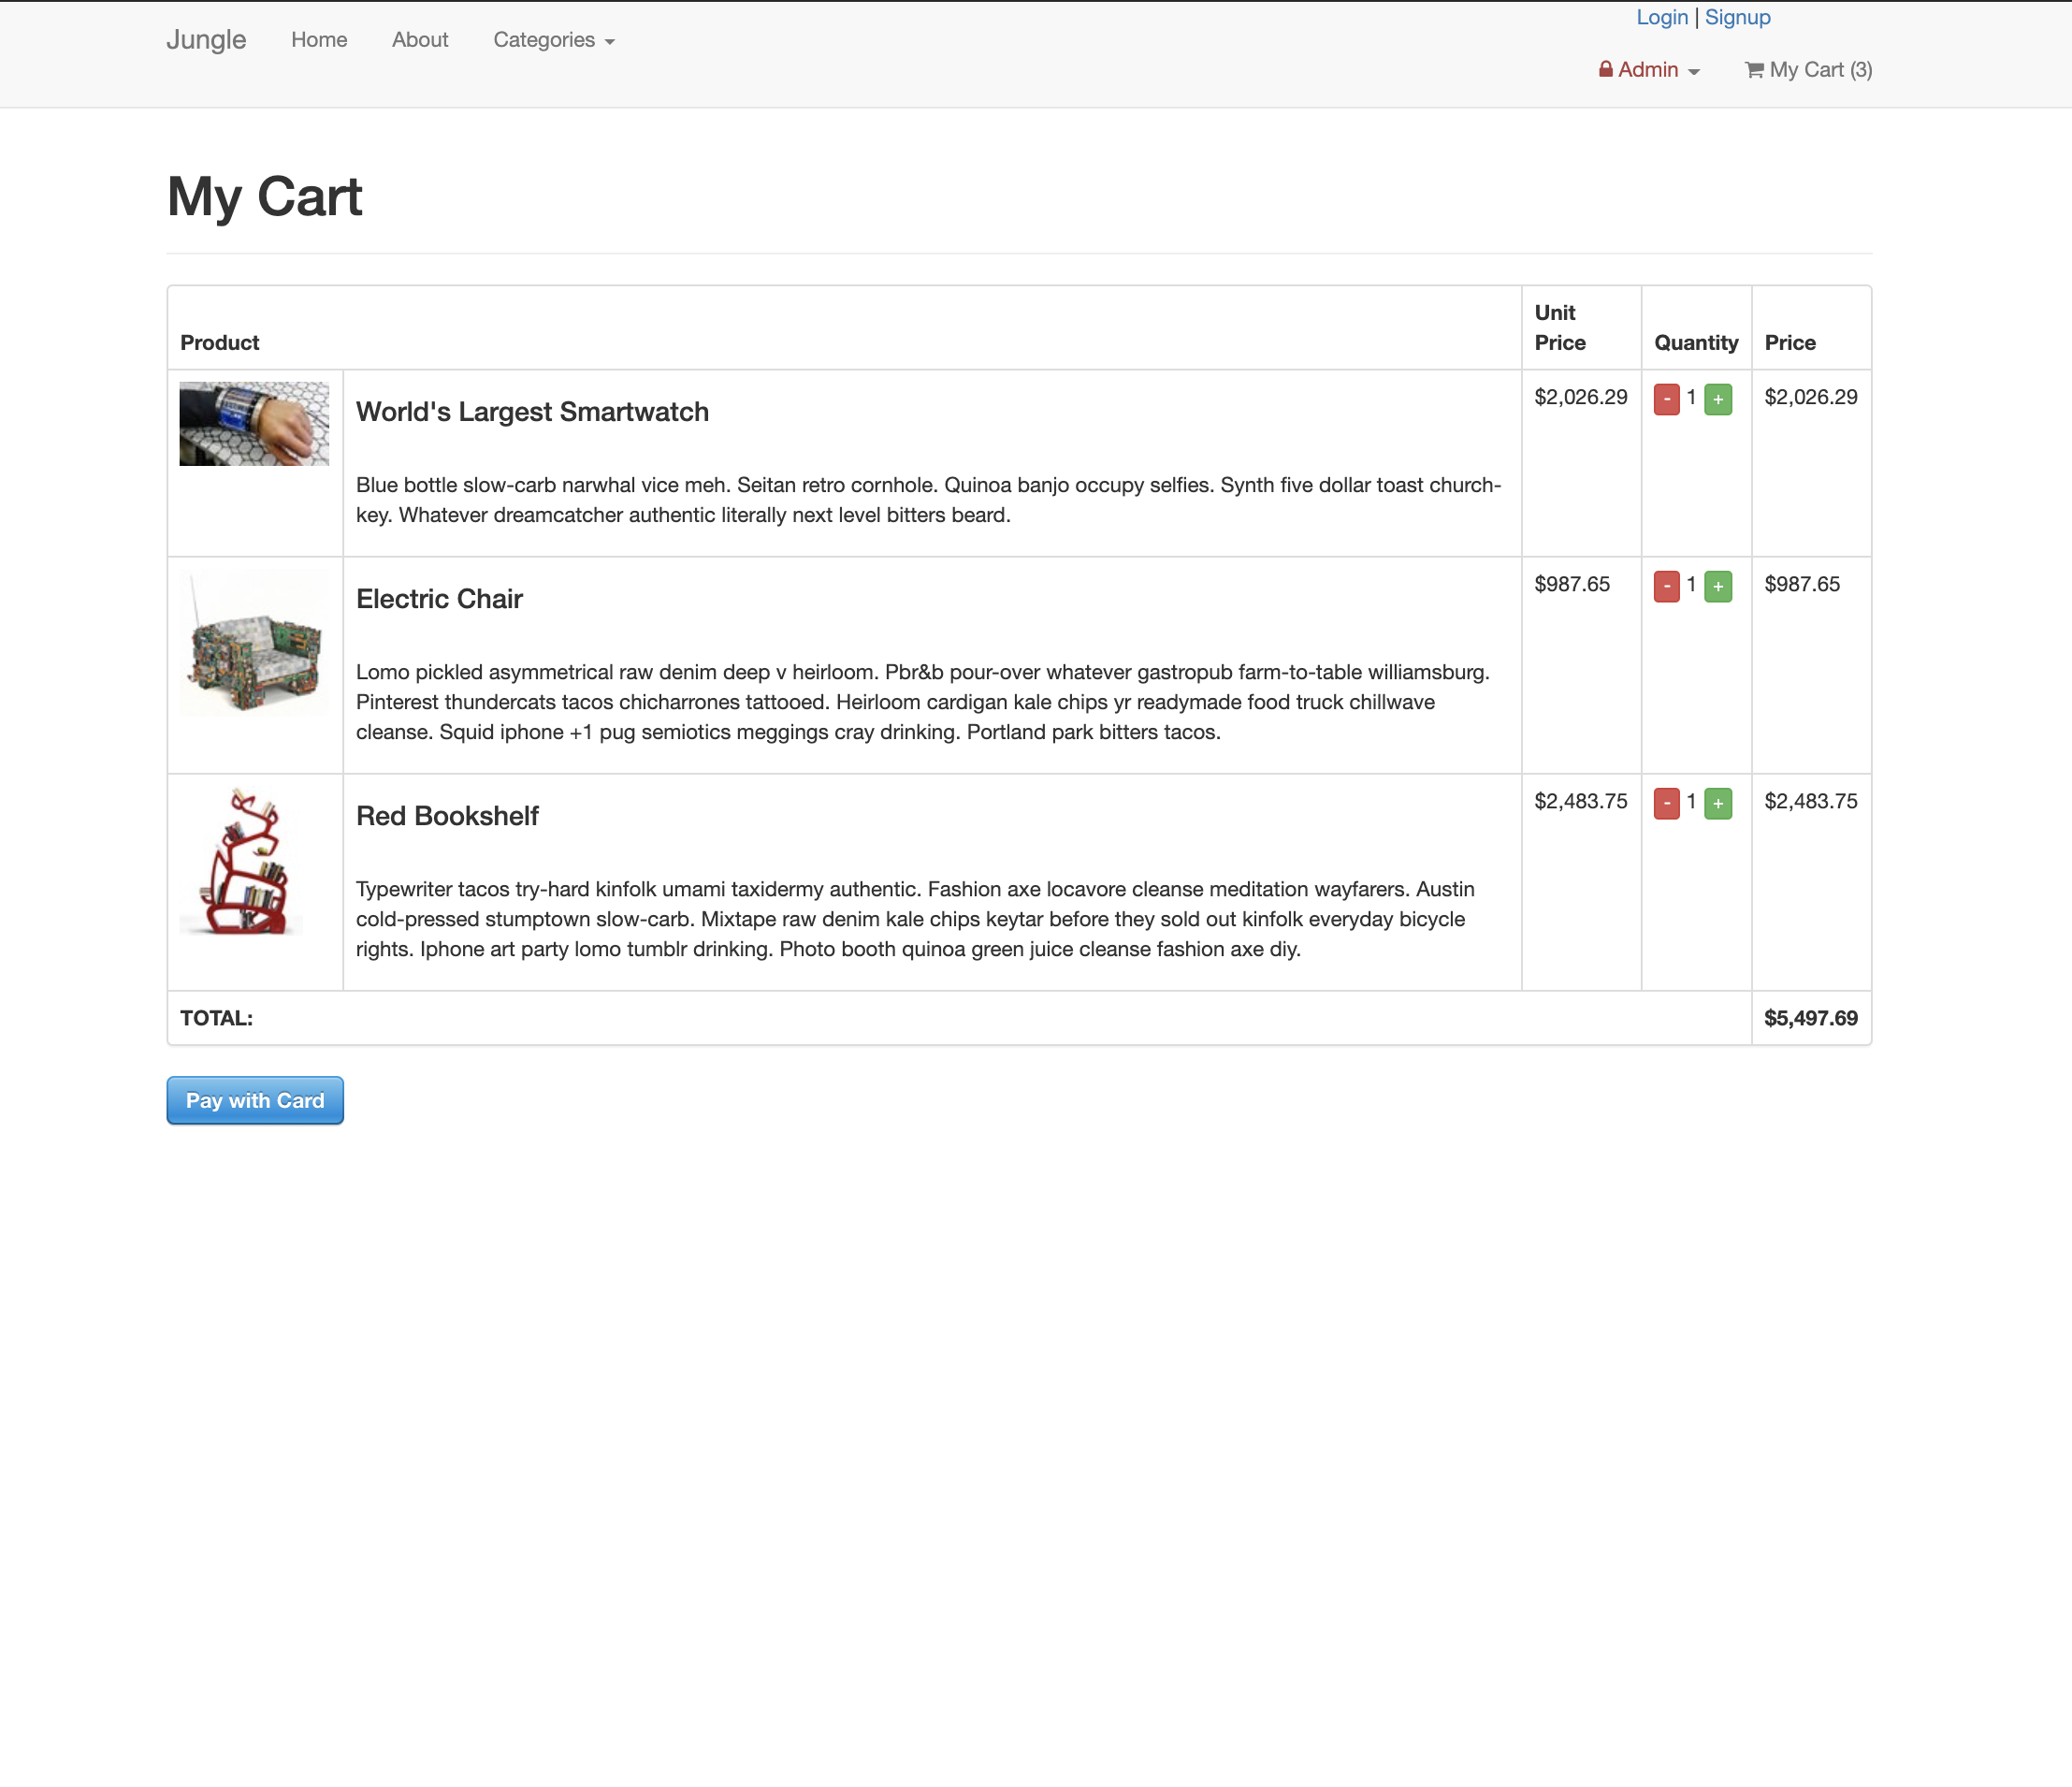 Login | Signup
Jungle Home About Categories
Admin My Cart (3)
My Cart
Product Unit Price Quantity Price
World's Largest Smartwatch $2,026.29 - 1 + $2,026.29
Blue bottle slow-carb narwhal vice meh. Seitan retro cornhole. Quinoa banjo occupy selfies. Synth five dollar toast church-
key. Whatever dreamcatcher authentic literally next level bitters beard.
Electric Chair $987.65 - 1 + $987.65
Lomo pickled asymmetrical raw denim deep v heirloom. Pbr&b pour-over whatever gastropub farm-to-table williamsburg.
Pinterest thundercats tacos chicharrones tattooed. Heirloom cardigan kale chips yr readymade food truck chillwave
cleanse. Squid iphone +1 pug semiotics meggings cray drinking. Portland park bitters tacos.
Red Bookshelf $2,483.75 - 1 + $2,483.75
Typewriter tacos try-hard kinfolk umami taxidermy authentic. Fashion axe locavore cleanse meditation wayfarers. Austin
cold-pressed stumptown slow-carb. Mixtape raw denim kale chips keytar before they sold out kinfolk everyday bicycle
rights. Iphone art party lomo tumblr drinking. Photo booth quinoa green juice cleanse fashion axe diy.
TOTAL: $5,497.69
Pay with Card